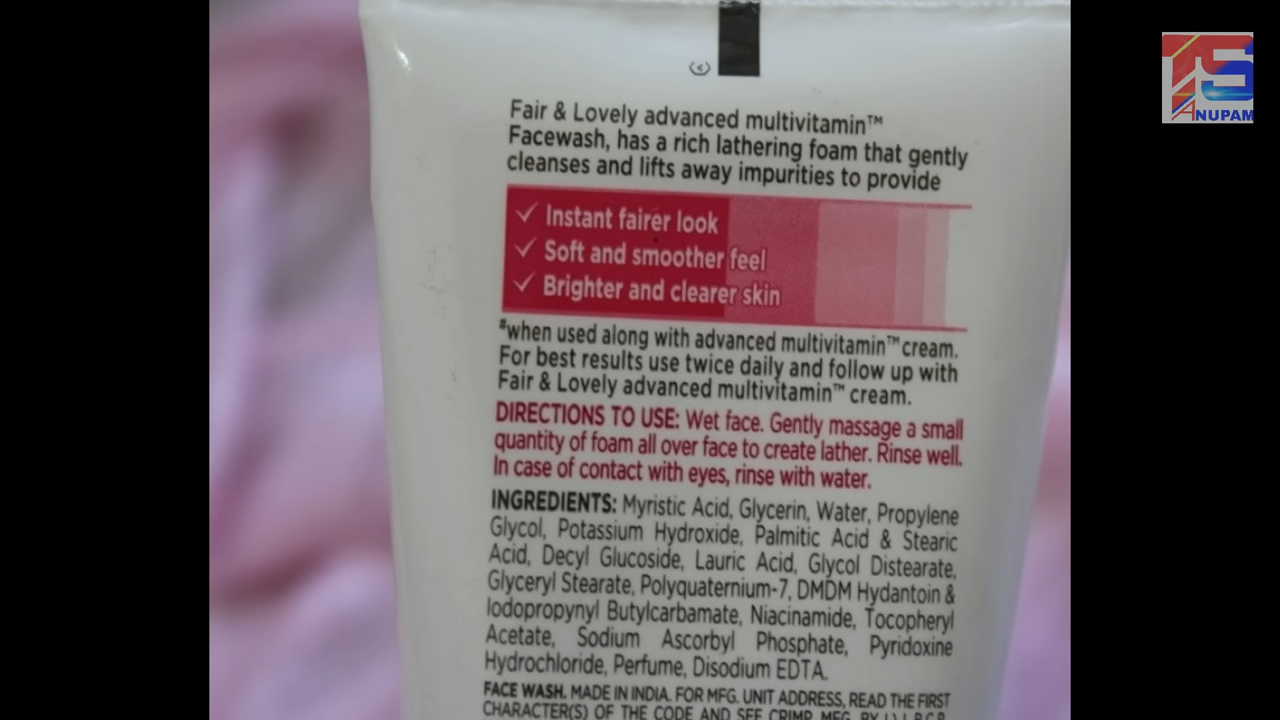 Fair & Lovely advanced multivitamin™
Facewash, has a rich lathering foam that gently
cleanses and lifts away impurities to provide
✓ Instant fairer look
✓ Soft and smoother feel
✓ Brighter and clearer skin
#when used along with advanced multivitamin™ cream.
For best results use twice daily and follow up with
Fair & Lovely advanced multivitamin™ cream.
DIRECTIONS TO USE: Wet face. Gently massage a small
quantity of foam all over face to create lather. Rinse well.
In case of contact with eyes, rinse with water.
INGREDIENTS: Myristic Acid, Glycerin, Water, Propylene
Glycol, Potassium Hydroxide, Palmitic Acid & Stearic
Acid, Decyl Glucoside, Lauric Acid, Glycol Distearate,
Glyceryl Stearate, Polyquaternium-7, DMDM Hydantoin &
Iodopropynyl Butylcarbamate, Niacinamide, Tocopheryl
Acetate, Sodium Ascorbyl Phosphate, Pyridoxine
Hydrochloride, Perfume, Disodium EDTA.
FACE WASH. MADE IN INDIA. FOR MFG. UNIT ADDRESS, READ THE FIRST
CHARACTER(S) OF THE CODE AND SEE CRIMP. MFG. BY
ANUPAM